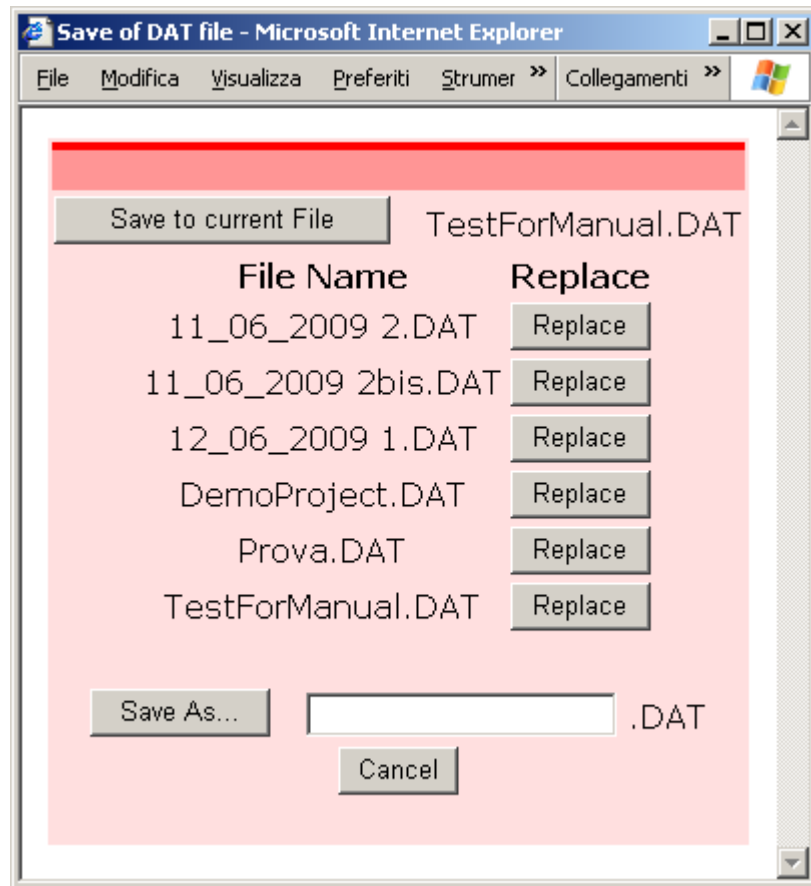 Save of DAT file - Microsoft Internet Explorer
File Modifica Visualizza Preferiti Strumer » Collegamenti »
Save to current File TestForManual.DAT
File Name Replace
11_06_2009 2.DAT Replace
11_06_2009 2bis.DAT Replace
12_06_2009 1.DAT Replace
DemoProject.DAT Replace
Prova.DAT Replace
TestForManual.DAT Replace
Save As... .DAT
Cancel